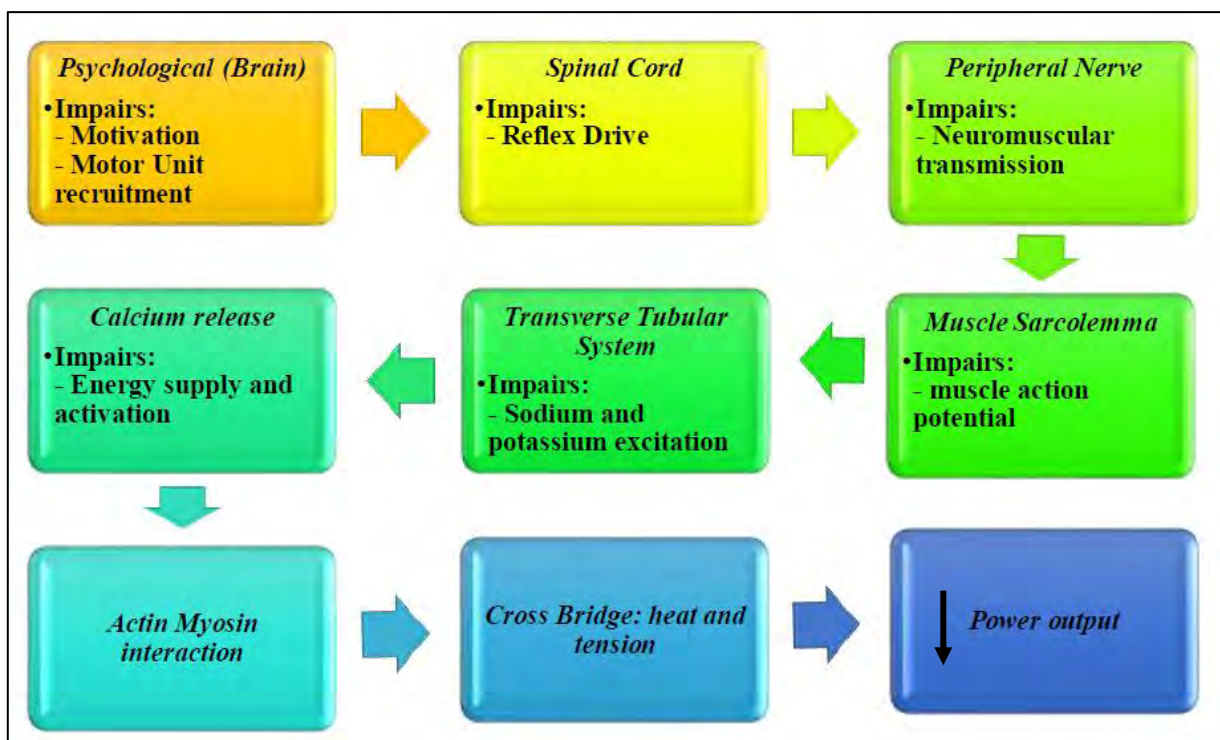 Psychological (Brain)
•Impairs:
- Motivation
- Motor Unit
recruitment
Spinal Cord
•Impairs:
- Reflex Drive
Peripheral Nerve
•Impairs:
- Neuromuscular
transmission
Muscle Sarcolemma
•Impairs:
- muscle action
potential
Transverse Tubular
System
•Impairs:
- Sodium and
potassium excitation
Calcium release
•Impairs:
- Energy supply and
activation
Actin Myosin
interaction
Cross Bridge: heat and
tension
Power output